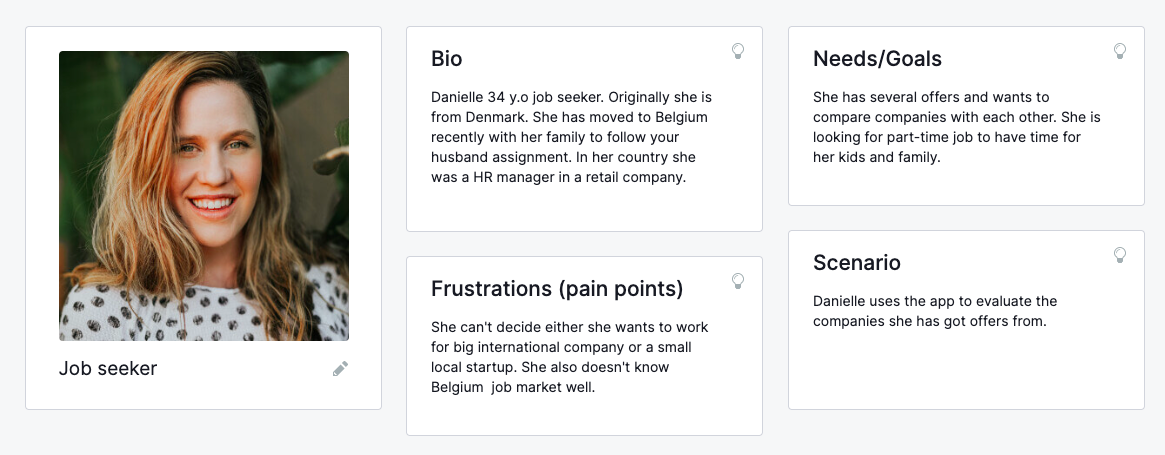 Job seeker
Bio
Danielle 34 y.o job seeker. Originally she is
from Denmark. She has moved to Belgium
recently with her family to follow your
husband assignment. In her country she
was a HR manager in a retail company.
Frustrations (pain points)
She can't decide either she wants to work
for big international company or a small
local startup. She also doesn't know
Belgium  job market well.
Needs/Goals
She has several offers and wants to
compare companies with each other. She is
looking for part-time job to have time for
her kids and family.
Scenario
Danielle uses the app to evaluate the
companies she has got offers from.